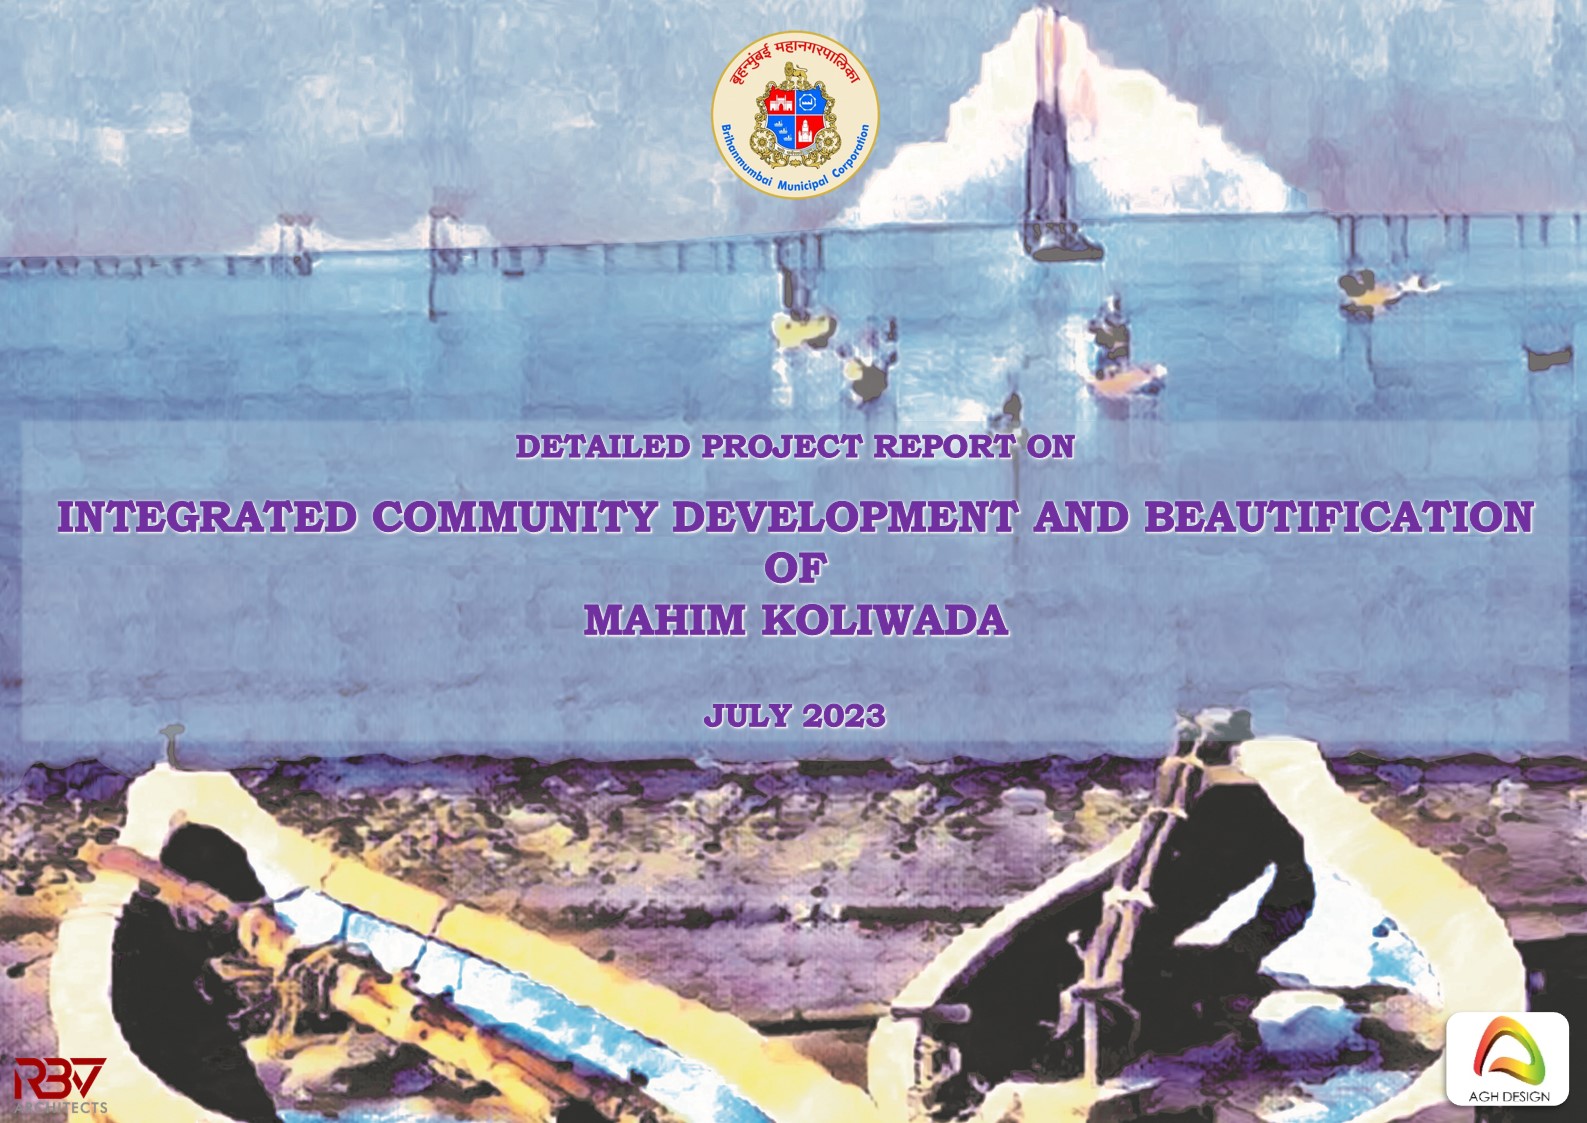 बृहन्मुंबई महानगरपालिका
Brihanmumbai Municipal Corporation
DETAILED PROJECT REPORT ON
INTEGRATED COMMUNITY DEVELOPMENT AND BEAUTIFICATION
OF
MAHIM KOLIWADA
JULY 2023
RBV
ARCHITECTS
AGH DESIGN